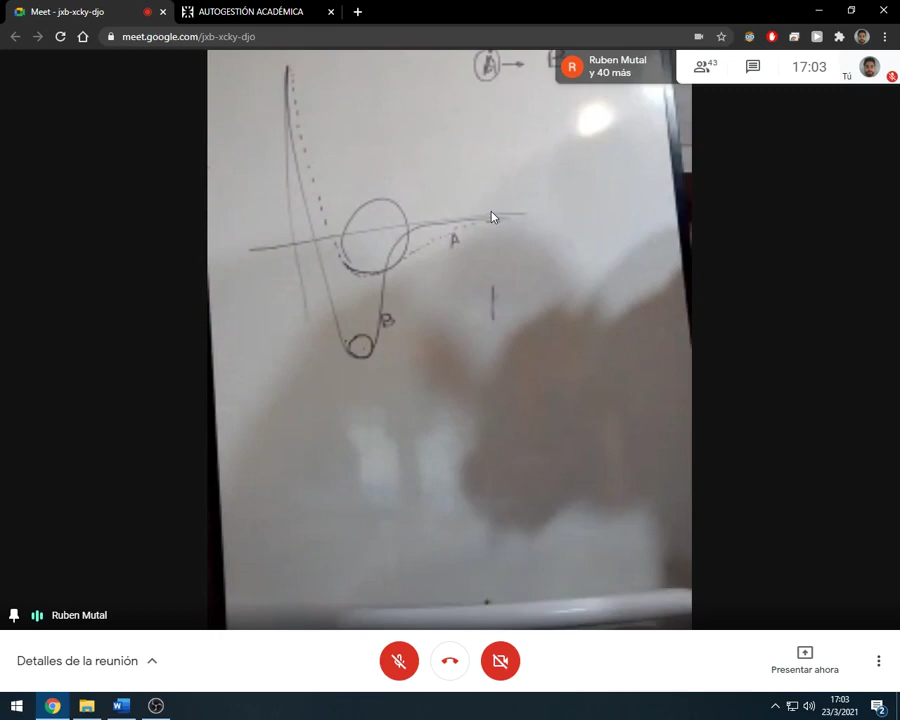 Meet - jxb-xcky-djo
AUTOGESTIÓN ACADÉMICA
meet.google.com/jxb-xcky-djo
Ruben Mutal
y 40 más
R
43
17:03
Tú
A
B
Ruben Mutal
Detalles de la reunión
Presentar ahora
17:03
23/3/2021
2